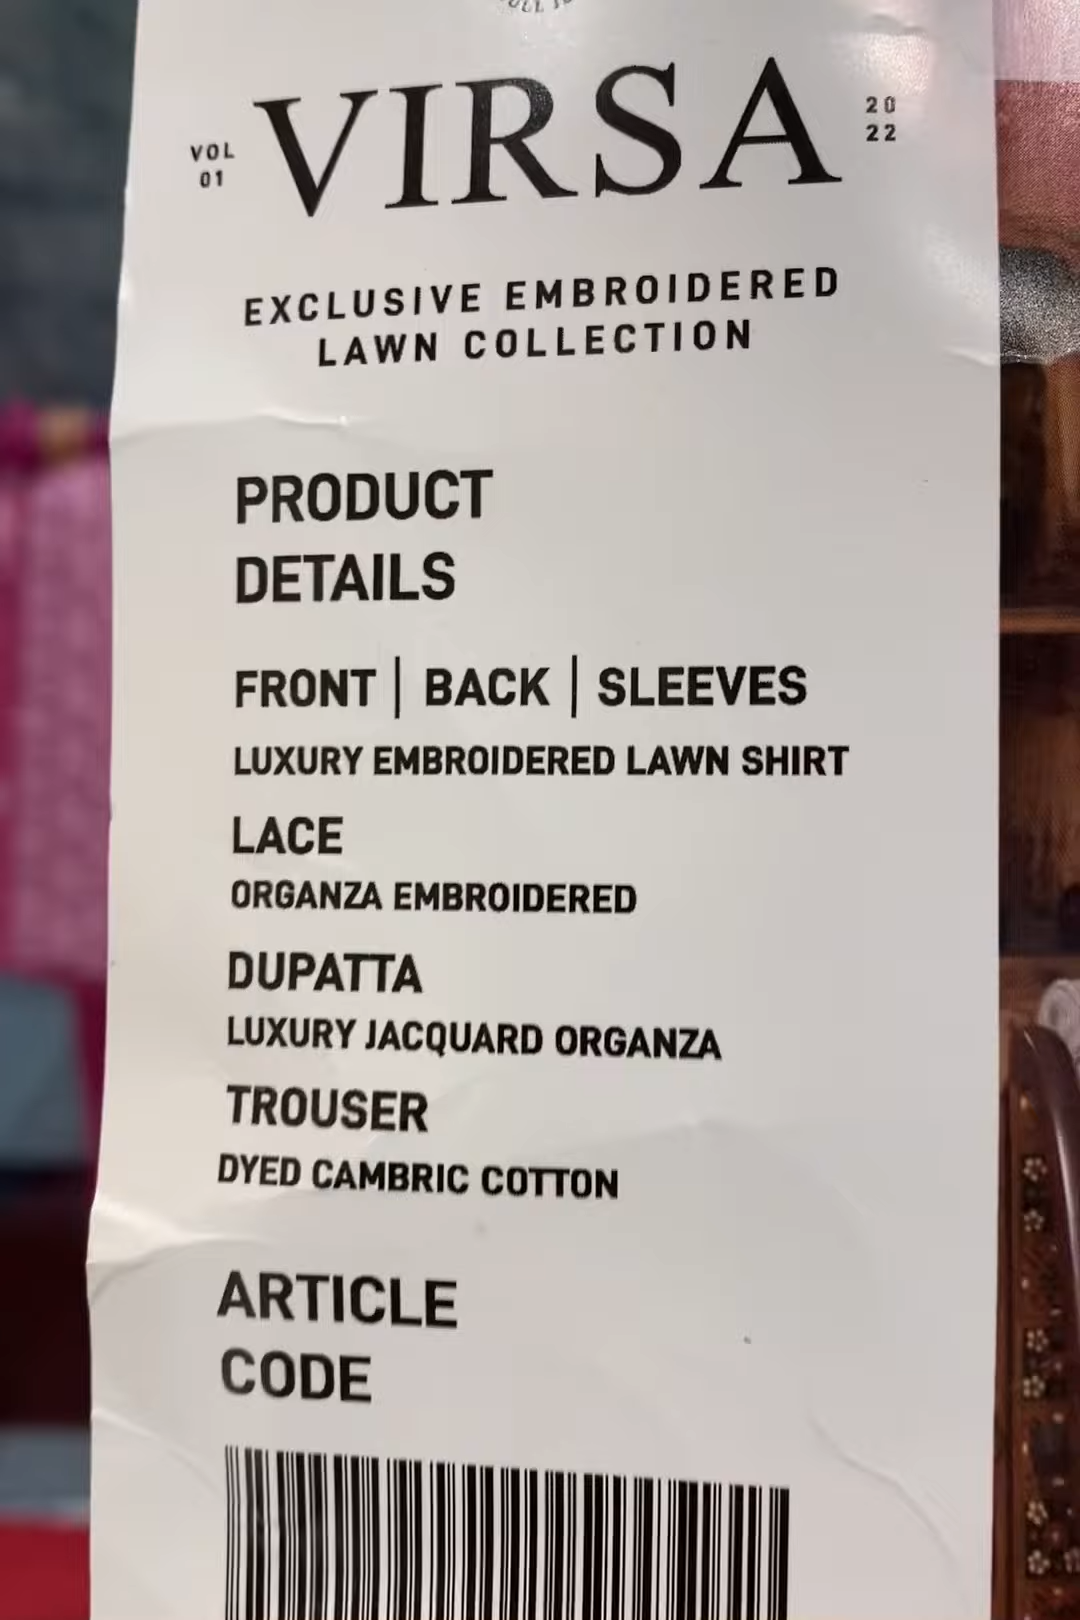 VIRSA
VOL
01
20
22
EXCLUSIVE EMBROIDERED
LAWN COLLECTION
PRODUCT
DETAILS
FRONT | BACK | SLEEVES
LUXURY EMBROIDERED LAWN SHIRT
LACE
ORGANZA EMBROIDERED
DUPATTA
LUXURY JACQUARD ORGANZA
TROUSER
DYED CAMBRIC COTTON
ARTICLE
CODE